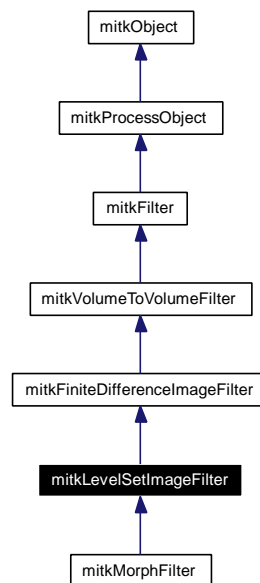 mitkObject
mitkProcessObject
mitkFilter
mitkVolumeToVolumeFilter
mitkFiniteDifferenceImageFilter
mitkLevelSetImageFilter
mitkMorphFilter